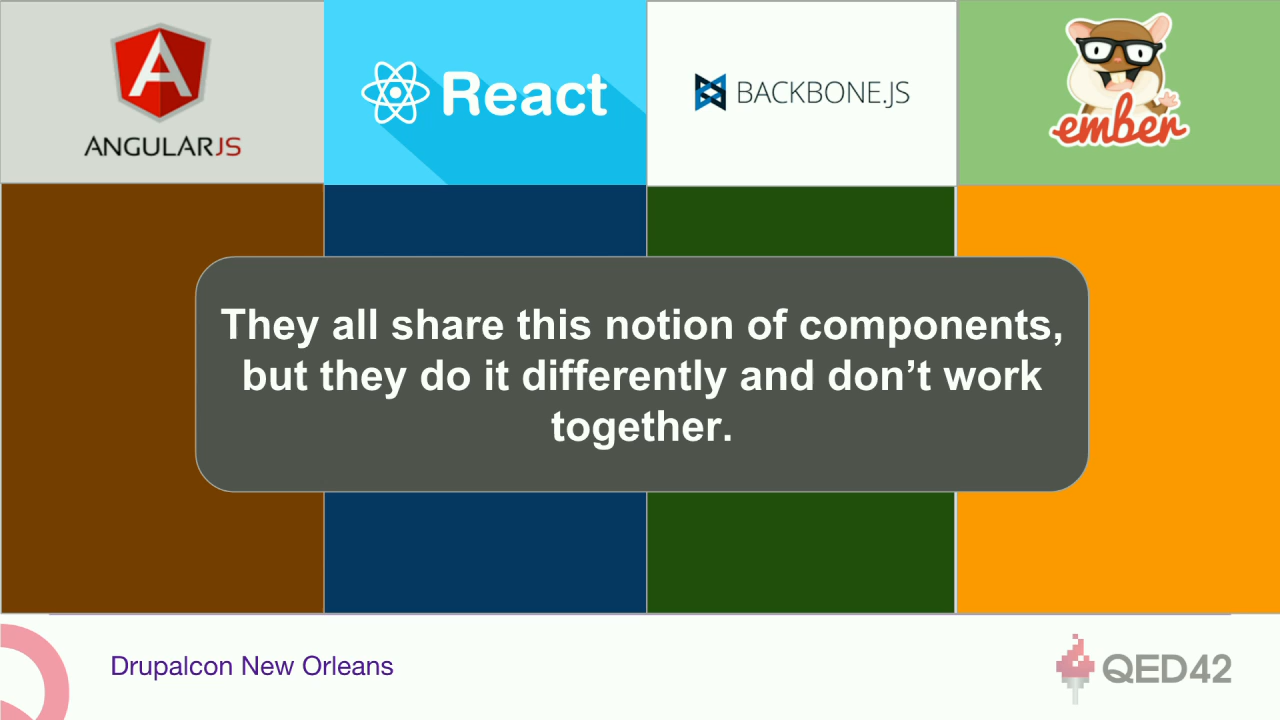 ANGULARJS
React
BACKBONE.JS
ember
They all share this notion of components,
but they do it differently and don’t work
together.
Drupalcon New Orleans
QED42